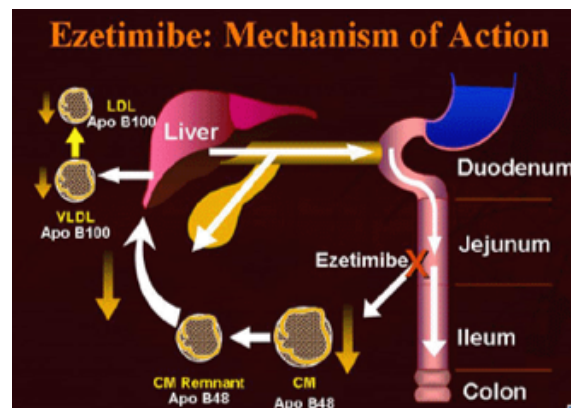 Ezetimibe: Mechanism of Action
LDL
Apo B100
Liver
VLDL
Apo B100
Duodenum
Jejunum
Ezetimibe X
Ileum
CM Remnant
Apo B48
CM
Apo B48
Colon